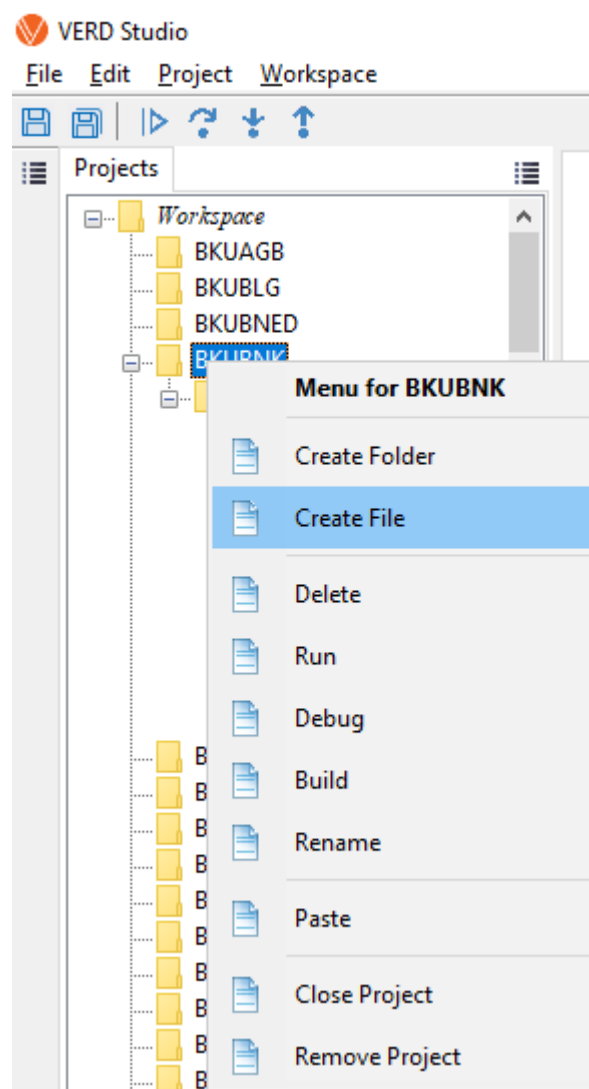 VERD Studio
File Edit Project Workspace
Projects
Workspace
BKUAGB
BKUBLG
BKUBNED
BKUBNK
Menu for BKUBNK
Create Folder
Create File
Delete
Run
Debug
B
Build
B
B
Rename
B
B
Paste
B
B
Close Project
B
B
Remove Project
B